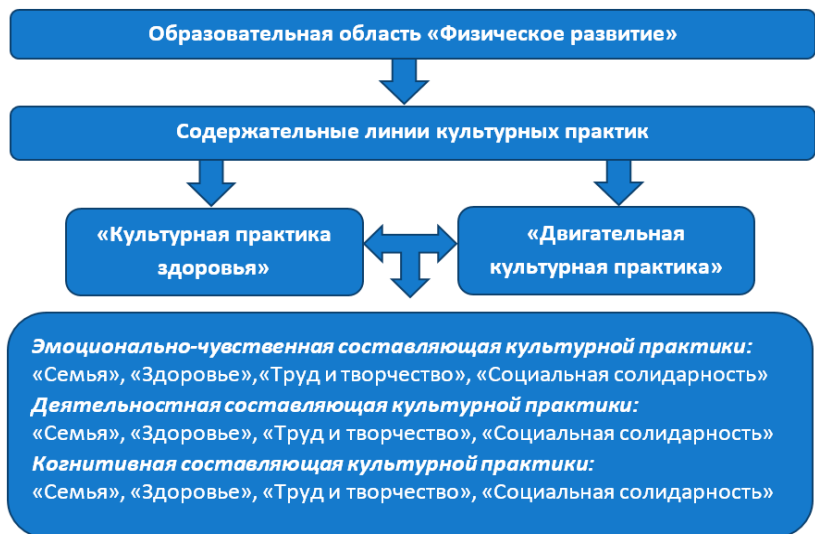 Образовательная область «Физическое развитие»
Содержательные линии культурных практик
«Культурная практика
здоровья»
«Двигательная
культурная практика»
Эмоционально-чувственная составляющая культурной практики:
«Семья», «Здоровье»,«Труд и творчество», «Социальная солидарность»
Деятельностная составляющая культурной практики:
«Семья», «Здоровье», «Труд и творчество», «Социальная солидарность»
Когнитивная составляющая культурной практики:
«Семья», «Здоровье», «Труд и творчество», «Социальная солидарность»